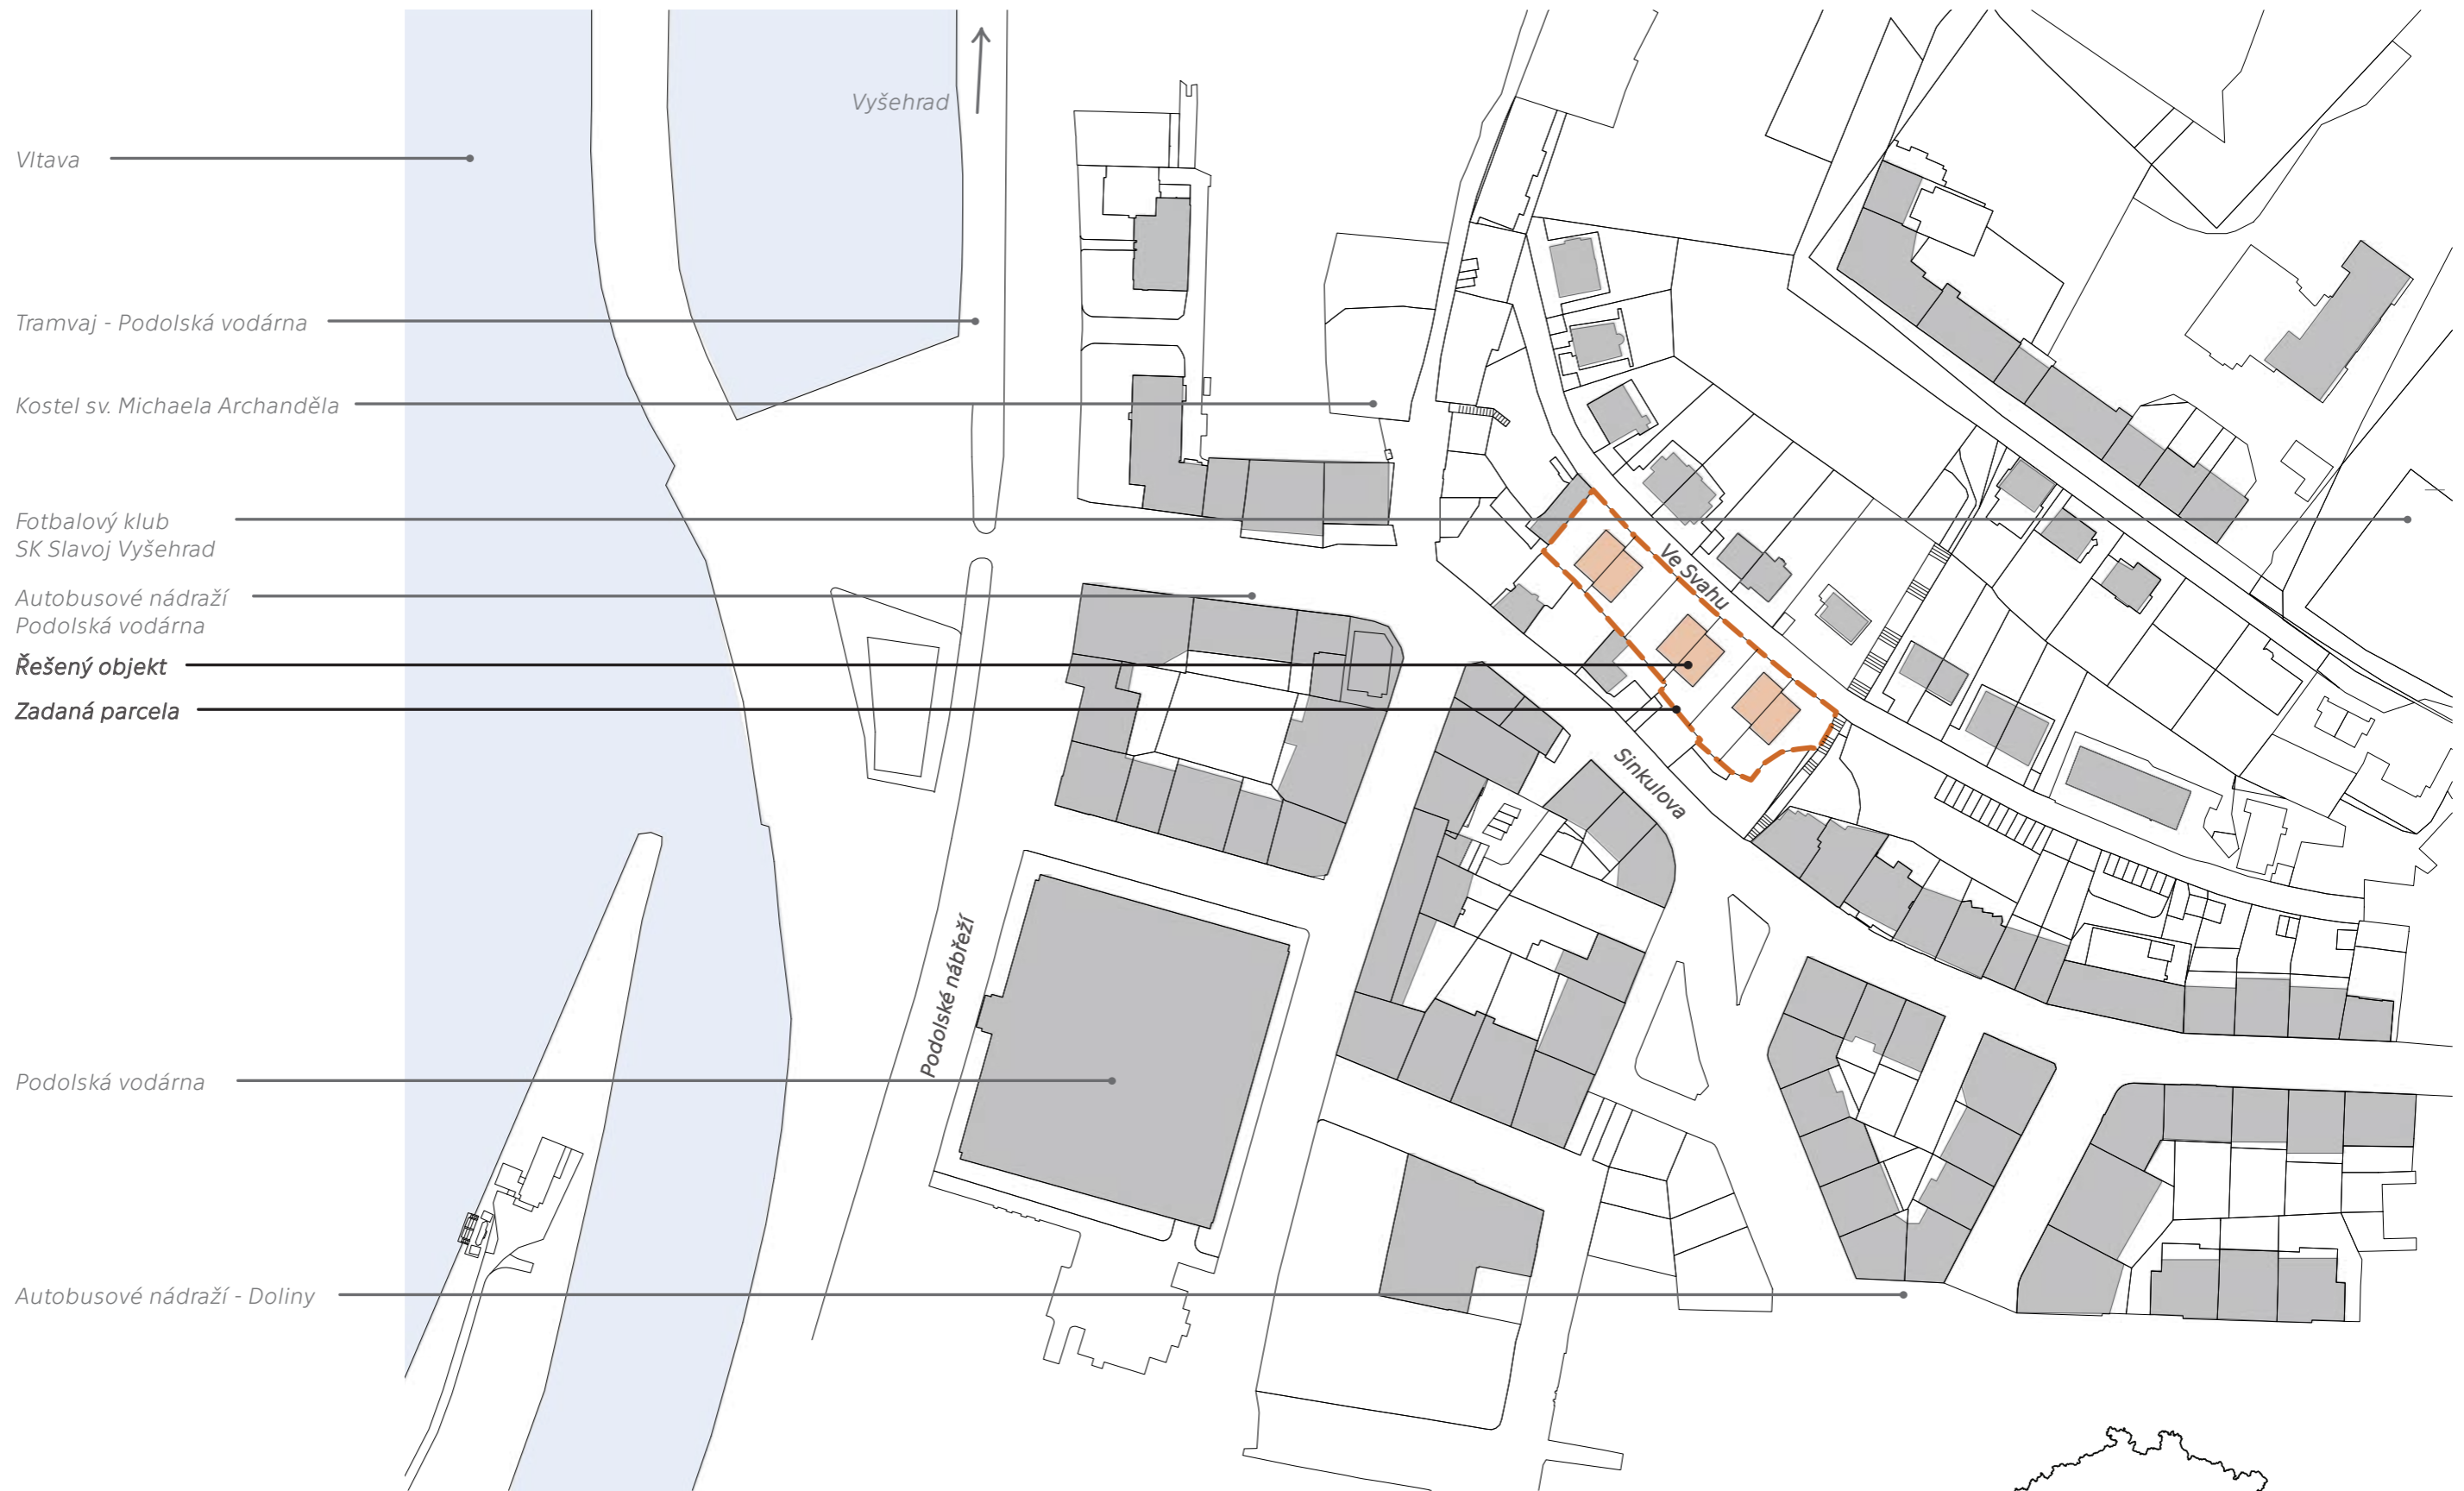 Vyšehrad
Vltava
Tramvaj - Podolská vodárna
Kostel sv. Michaela Archanděla
Fotbalový klub
SK Slavoj Vyšehrad
Autobusové nádraží
Podolská vodárna
Řešený objekt
Zadaná parcela
Ve Svahu
Sinkulova
Podolské nábřeží
Podolská vodárna
Autobusové nádraží - Doliny